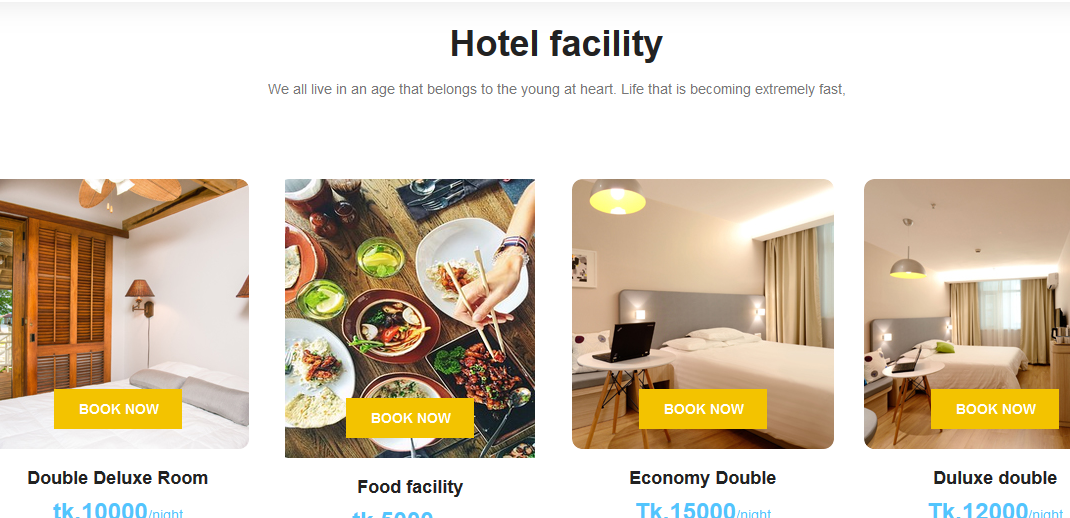 Hotel facility
We all live in an age that belongs to the young at heart. Life that is becoming extremely fast,
BOOK NOW
BOOK NOW
BOOK NOW
BOOK NOW
Double Deluxe Room
Food facility
Economy Double
Duluxe double
tk.10000/night
tk.5000
Tk.15000/night
Tk.12000/night